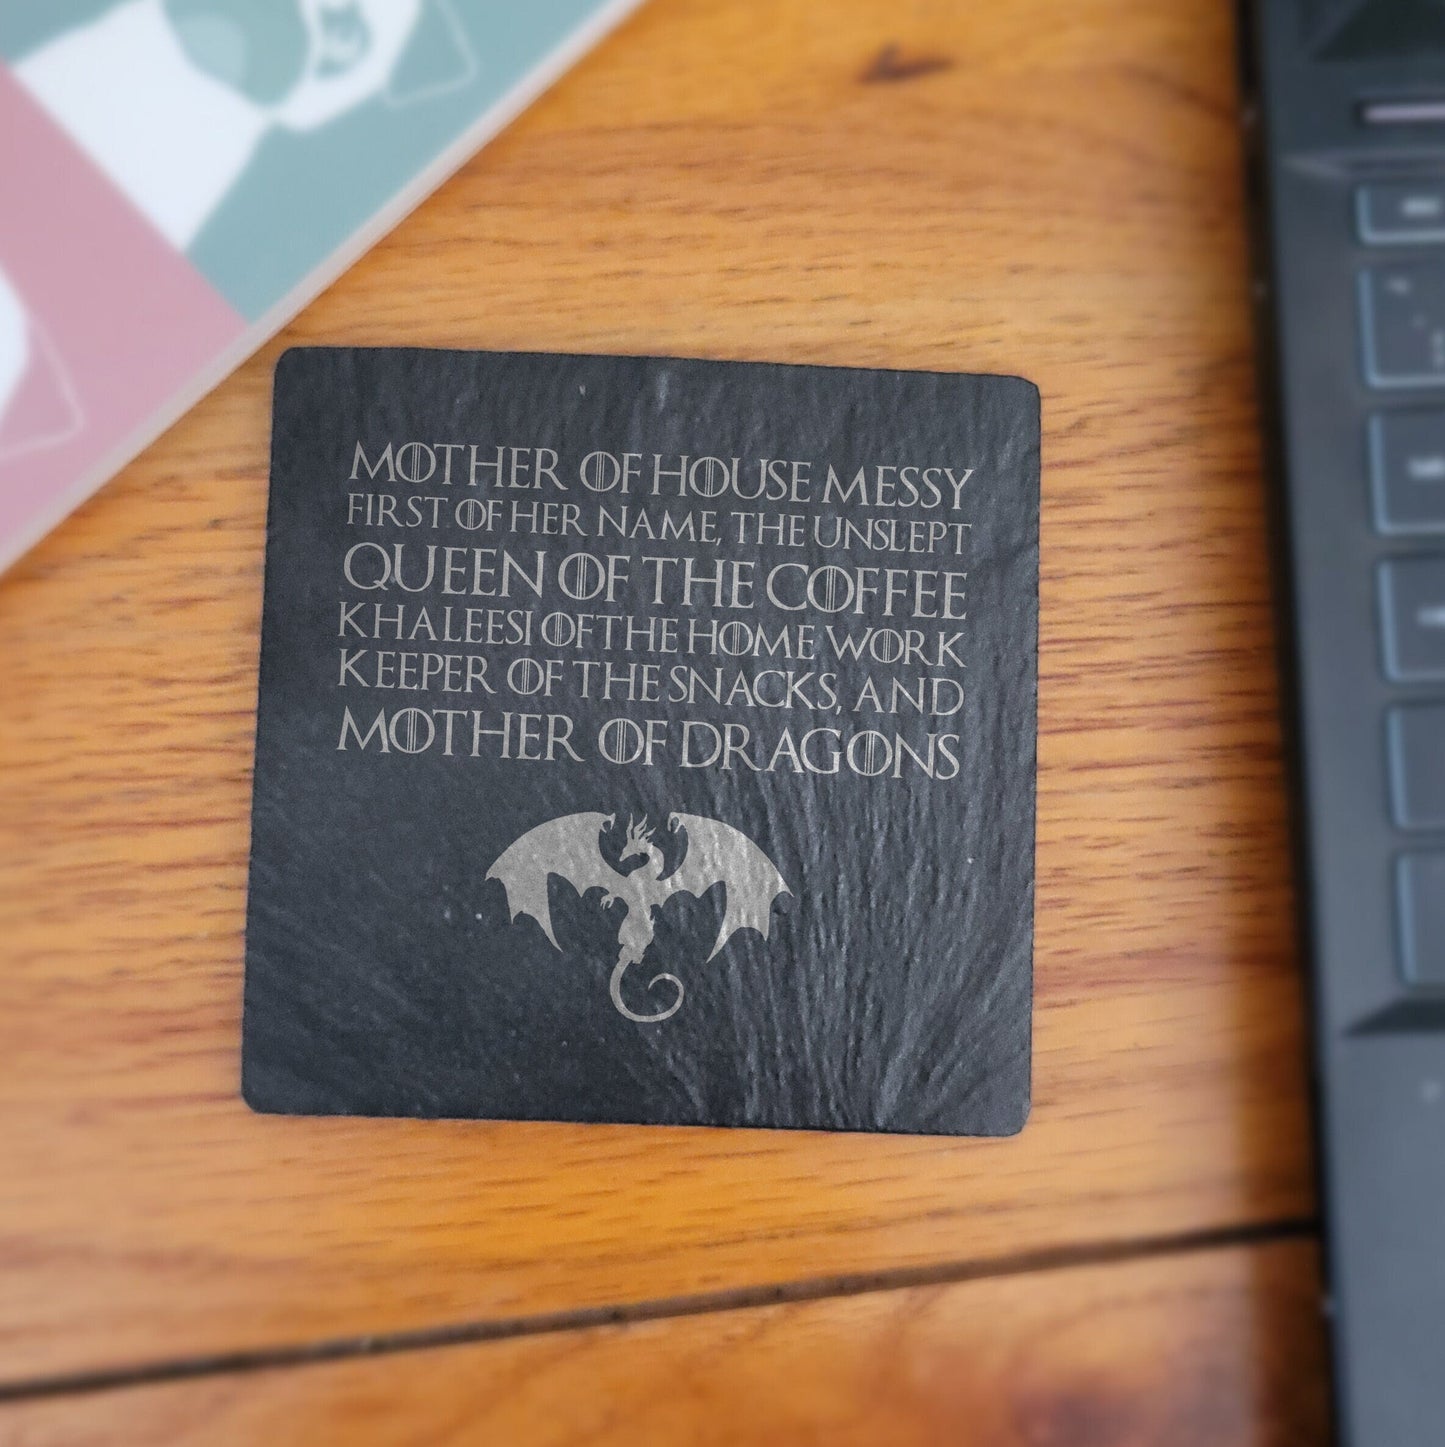 MOTHER OF HOUSE MESSY
FIRST OF HER NAME, THE UNSLEPT
QUEEN OF THE COFFEE
KHALEESI OF THE HOME WORK
KEEPER OF THE SNACKS, AND
MOTHER OF DRAGONS